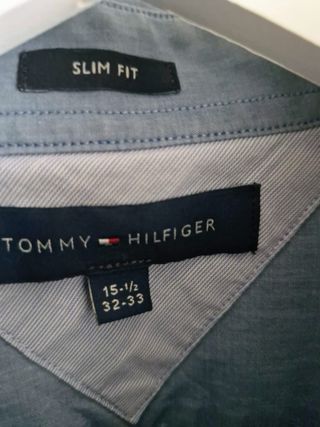 SLIM FIT
TOMMY HILFIGER
15-1/2
32-33